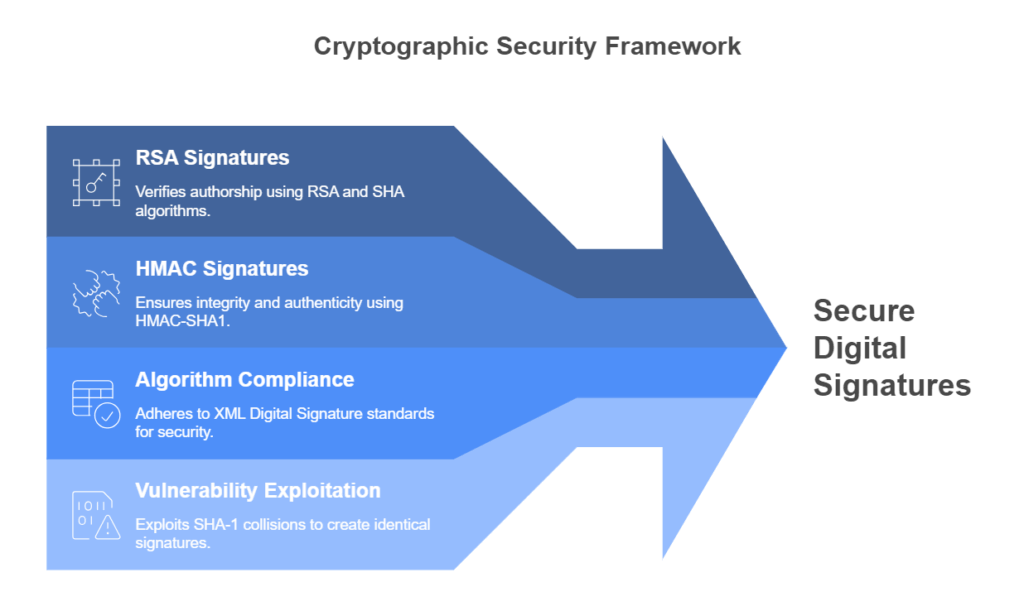 Cryptographic Security Framework
RSA Signatures
Verifies authorship using RSA and SHA
algorithms.
HMAC Signatures
Ensures integrity and authenticity using
HMAC-SHA1.
Algorithm Compliance
Adheres to XML Digital Signature standards
for security.
Vulnerability Exploitation
Exploits SHA-1 collisions to create identical
signatures.
Secure
Digital
Signatures